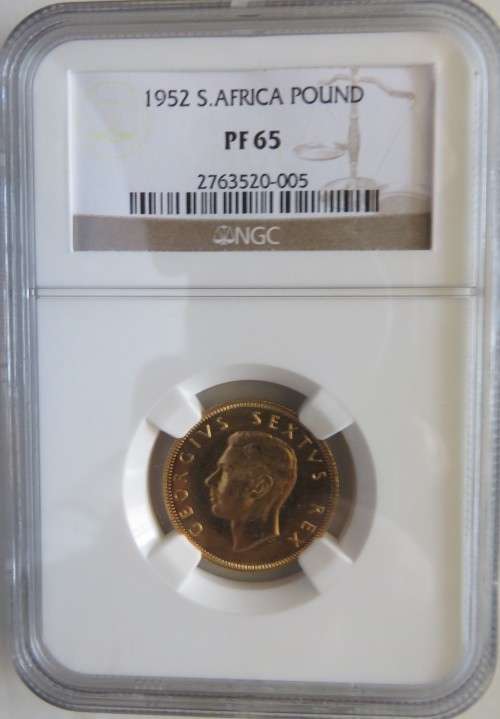 1952 S.AFRICA POUND
PF 65
2763520-005
NGC
GEORGIVS SEXTVS REX